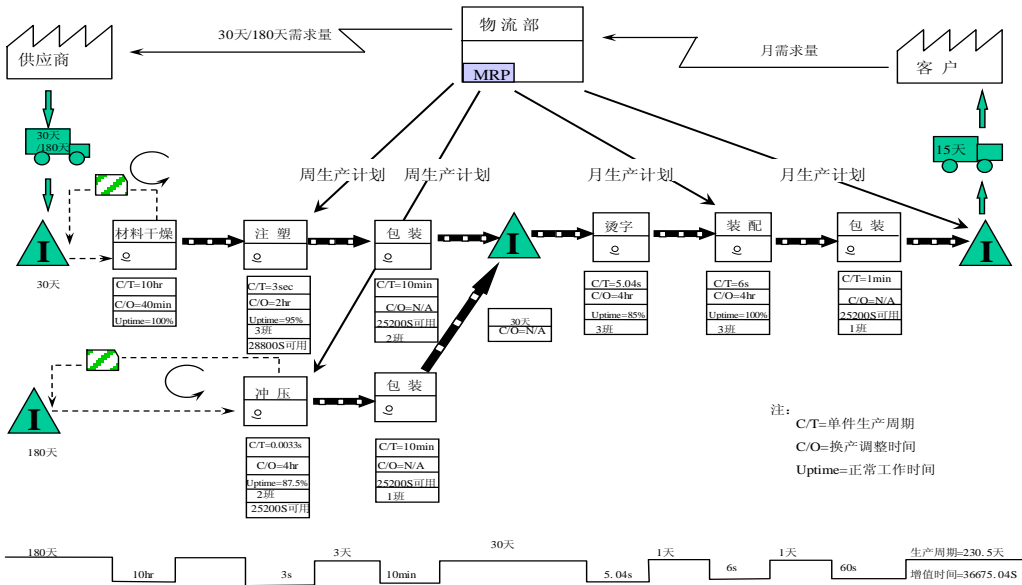 物流部
MRP
30天/180天需求量
月需求量
供应商
客 户
30天
/180天
15天
周生产计划
周生产计划
月生产计划
月生产计划
I
30天
材料干燥
C/T=10hr
C/O=40min
Uptime=100%
注 塑
C/T=3sec
C/O=2hr
Uptime=95%
3班
28800S可用
包 装
C/T=10min
C/O=N/A
25200S可用
2班
I
30天
C/O=N/A
烫字
C/T=5.04s
C/O=4hr
Uptime=85%
3班
装 配
C/T=6s
C/O=4hr
Uptime=100%
3班
包 装
C/T=1min
C/O=N/A
25200S可用
1班
I
I
180天
冲 压
C/T=0.0033s
C/O=4hr
Uptime=87.5%
2班
25200S可用
包 装
C/T=10min
C/O=N/A
25200S可用
1班
注:
C/T=单件生产周期
C/O=换产调整时间
Uptime=正常工作时间
180天
10hr
3s
3天
10min
30天
5.04s
1天
6s
1天
60s
生产周期=230.5天
增值时间=36675.04S